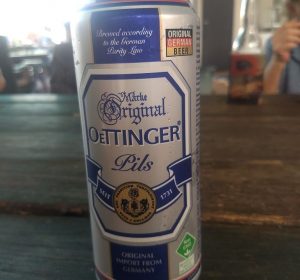 Brewed according
to the German
Purity Law
ORIGINAL
GERMAN
BEER
Marke
Original
OETTINGER
Pils
SEIT 1731
ORIGINAL
IMPORT FROM
GERMANY